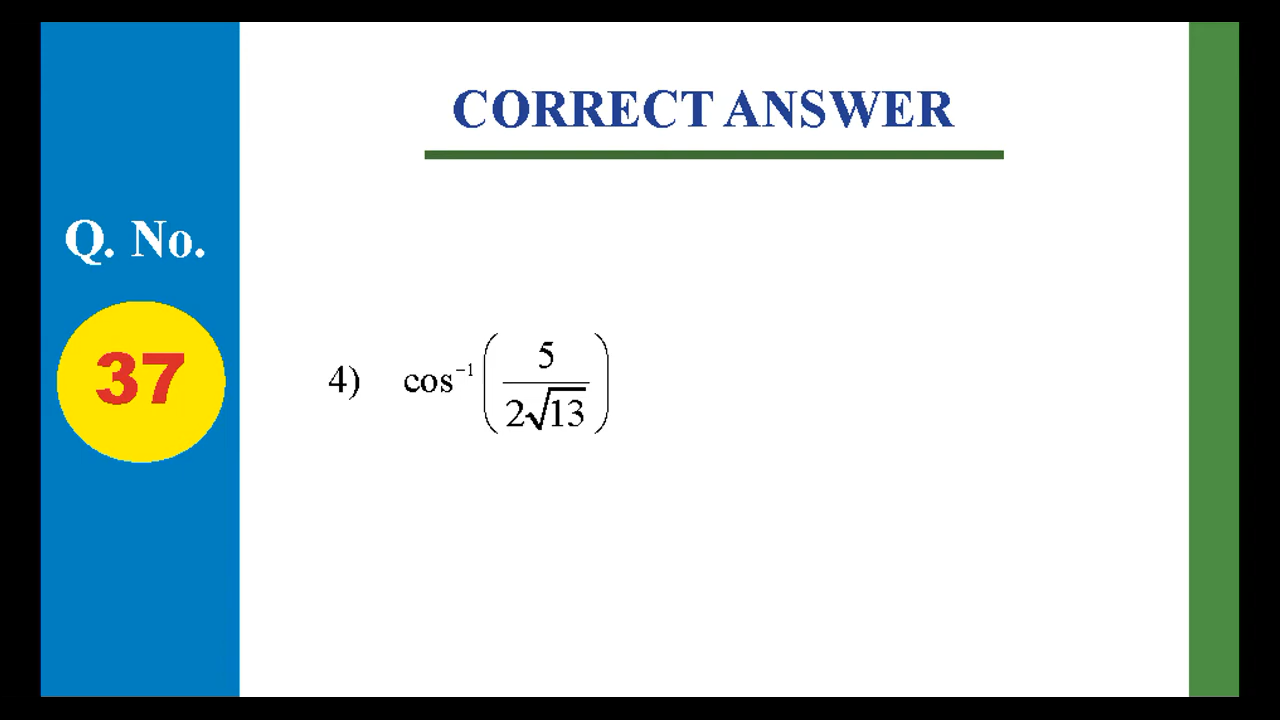 CORRECT ANSWER
Q. No.
37
4) cos⁻¹(5/(2√13))